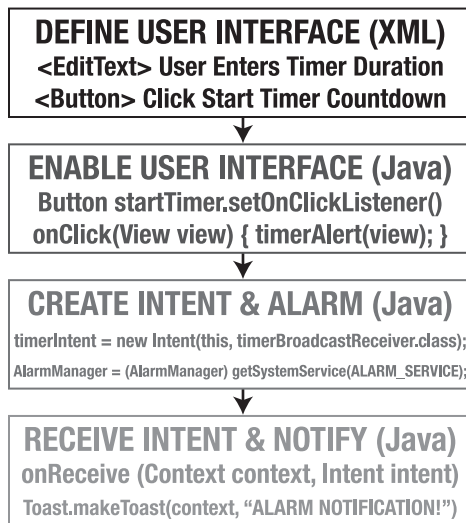 DEFINE USER INTERFACE (XML)
<EditText> User Enters Timer Duration
<Button> Click Start Timer Countdown
ENABLE USER INTERFACE (Java)
Button startTimer.setOnClickListener()
onClick(View view) { timerAlert(view); }
CREATE INTENT & ALARM (Java)
timerIntent = new Intent(this, timerBroadcastReceiver.class);
AlarmManager = (AlarmManager) getSystemService(ALARM_SERVICE);
RECEIVE INTENT & NOTIFY (Java)
onReceive (Context context, Intent intent)
Toast.makeToast(context, “ALARM NOTIFICATION!”)